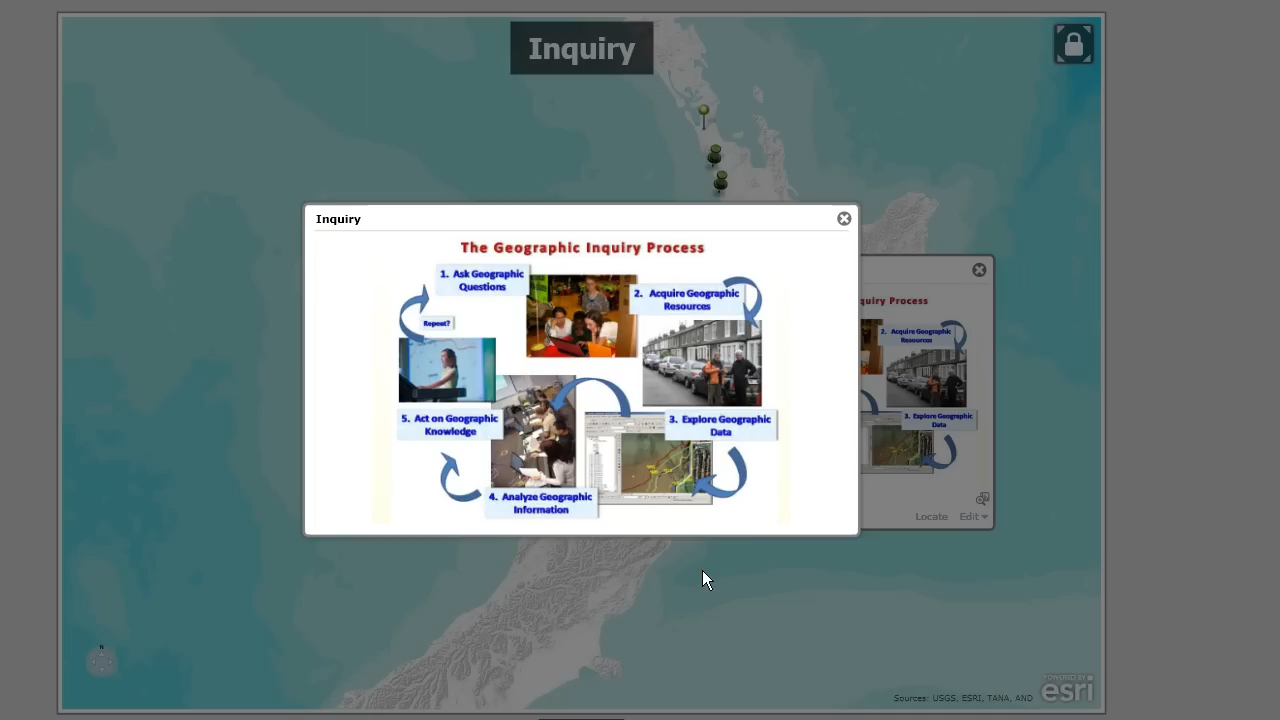 Inquiry
Inquiry
The Geographic Inquiry Process
1. Ask Geographic
Questions
2. Acquire Geographic
Resources
Repeat?
5. Act on Geographic
Knowledge
3. Explore Geographic
Data
4. Analyze Geographic
Information
quiry Process
2. Acquire Geographic
Resources
3. Explore Geographic
Data
Locate
Edit
N
Sources: USGS, ESRI, TANA, AND
POWERED BY
esri